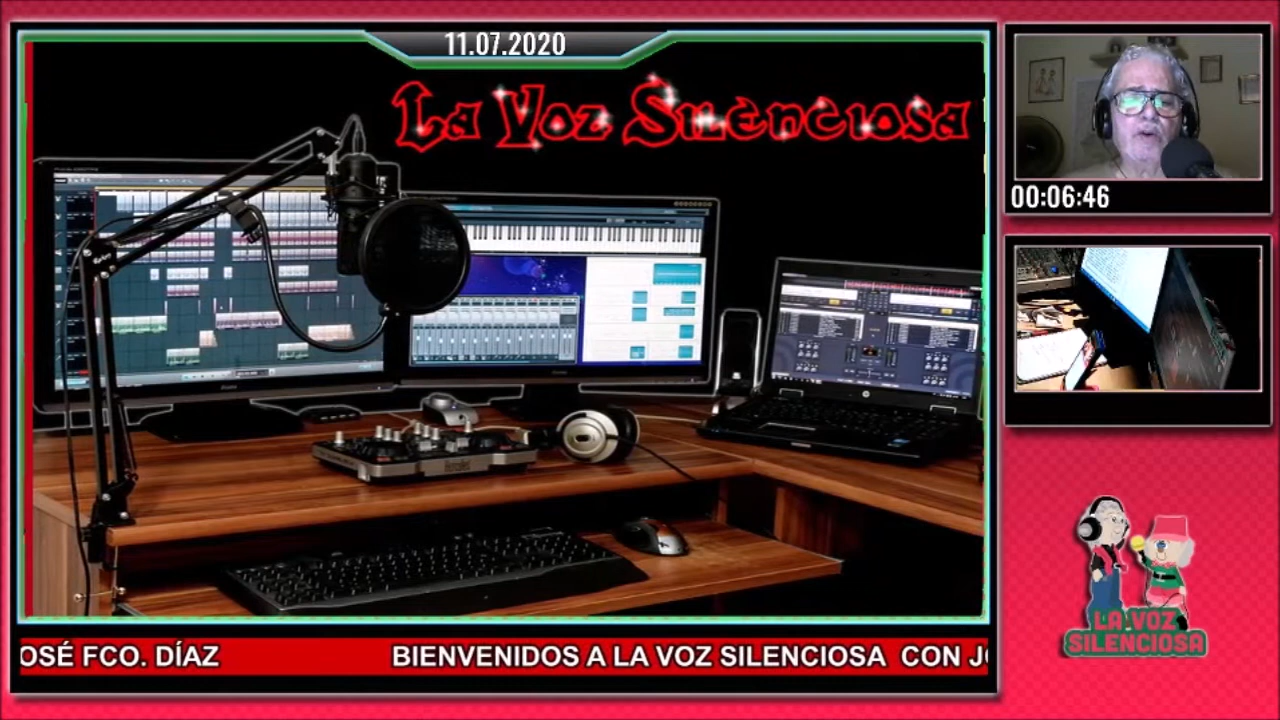 11.07.2020
La Voz Silenciosa
00:06:46
LA VOZ
SILENCIOSA
OSÉ FCO. DÍAZ BIENVENIDOS A LA VOZ SILENCIOSA CON JO